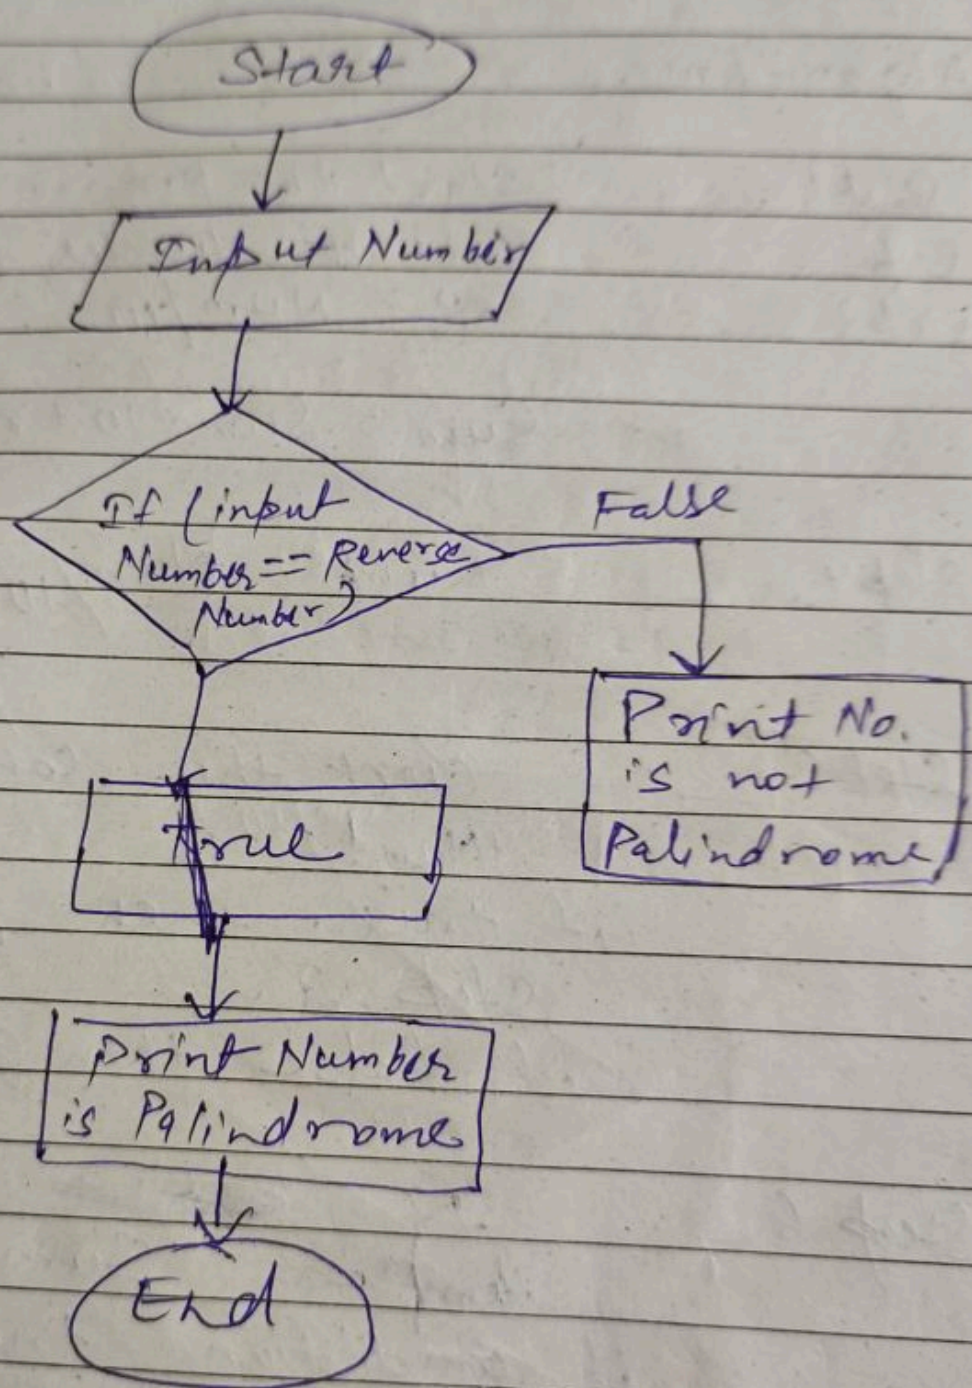 Start
Input Number
If (input
Number == Reverse
Number)
False
Print No.
is not
Palindrome
True
Print Number
is Palindrome
End